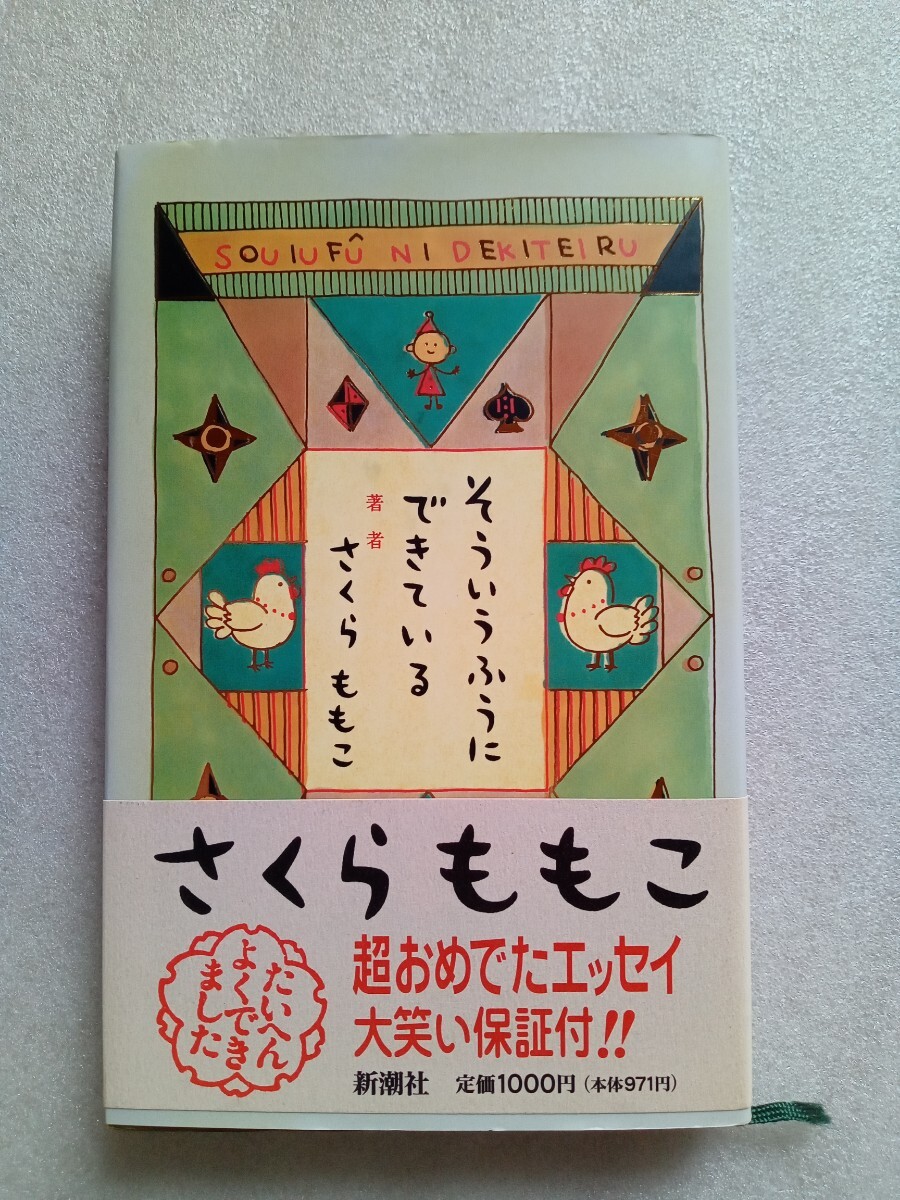 SOUIUFÛ NI DEKITEIRU
そういうふうに
できている
著者
さくら ももこ
さくら ももこ
たいへん
よくでき
ました
超おめでたエッセイ
大笑い保証付!!
新潮社 定価1000円(本体971円)